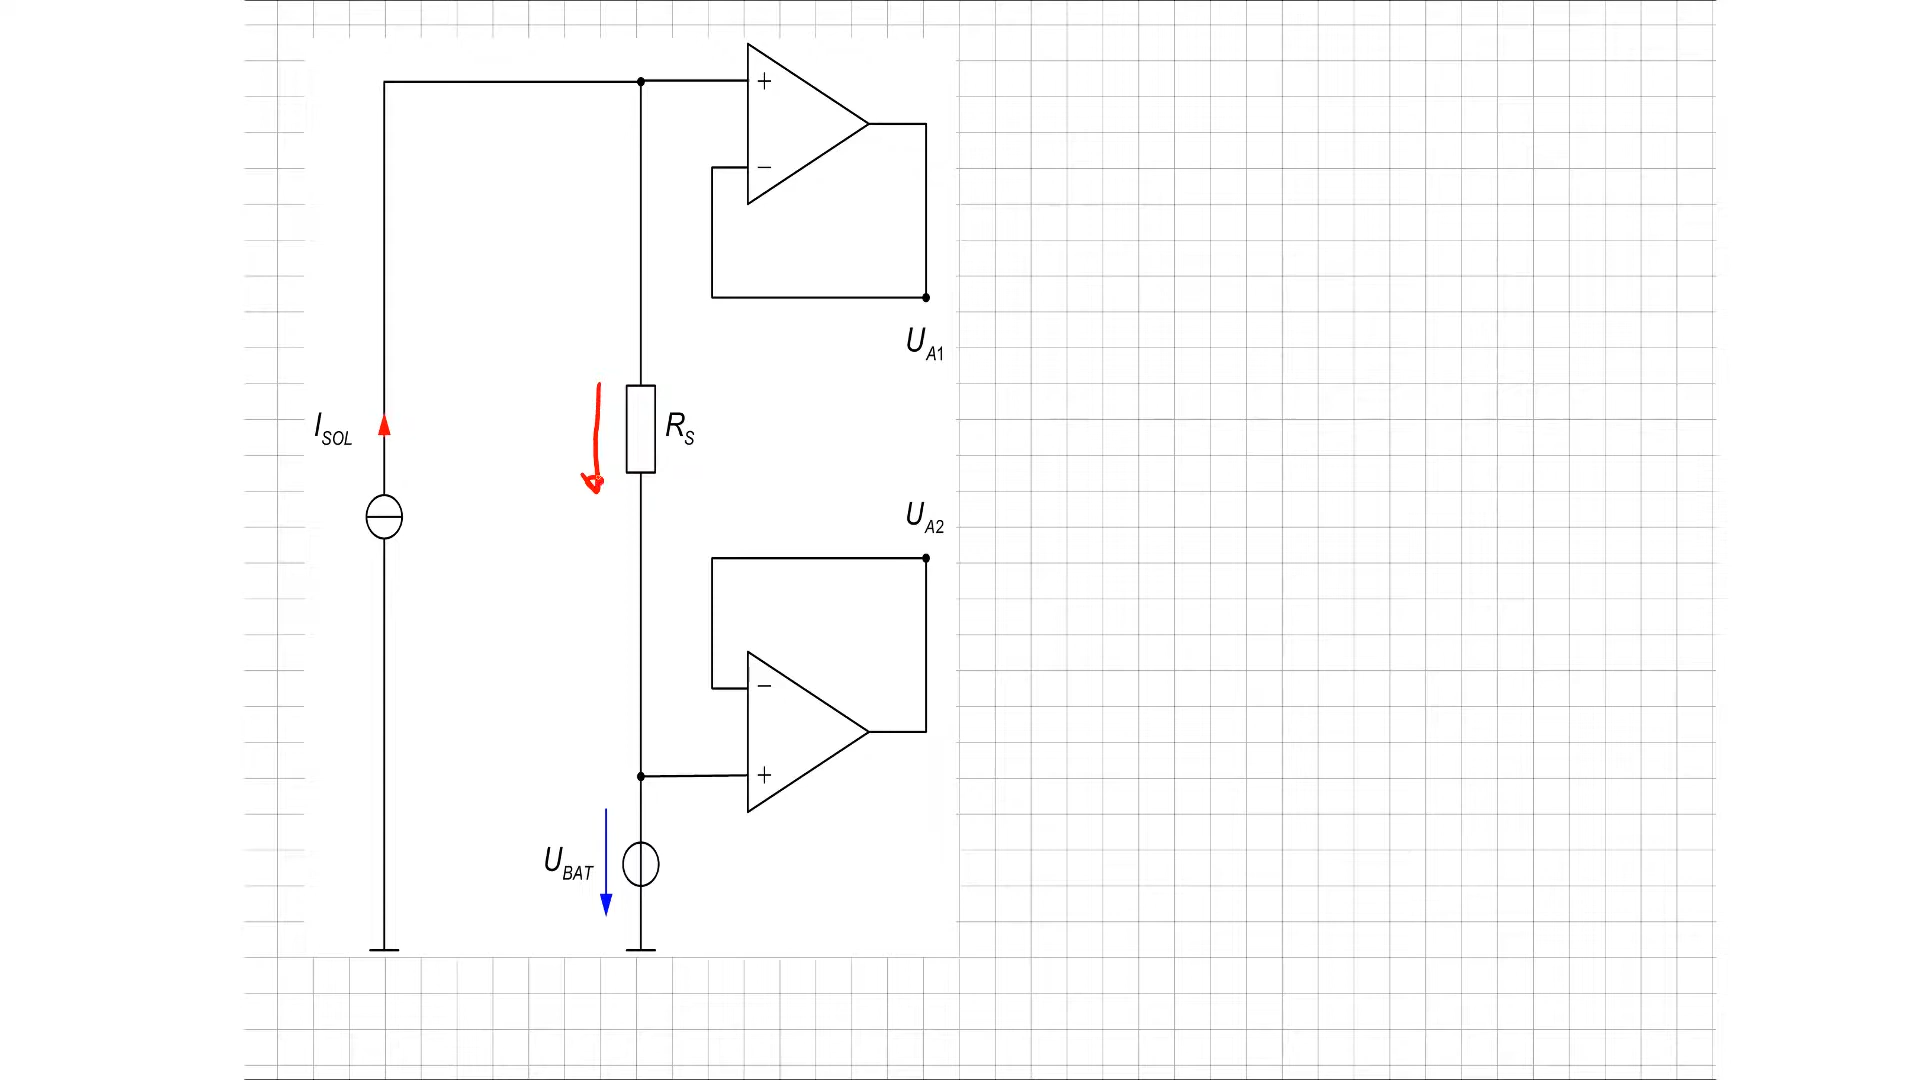 +
−
U_A1
I_SOL
R_S
U_A2
−
+
U_BAT